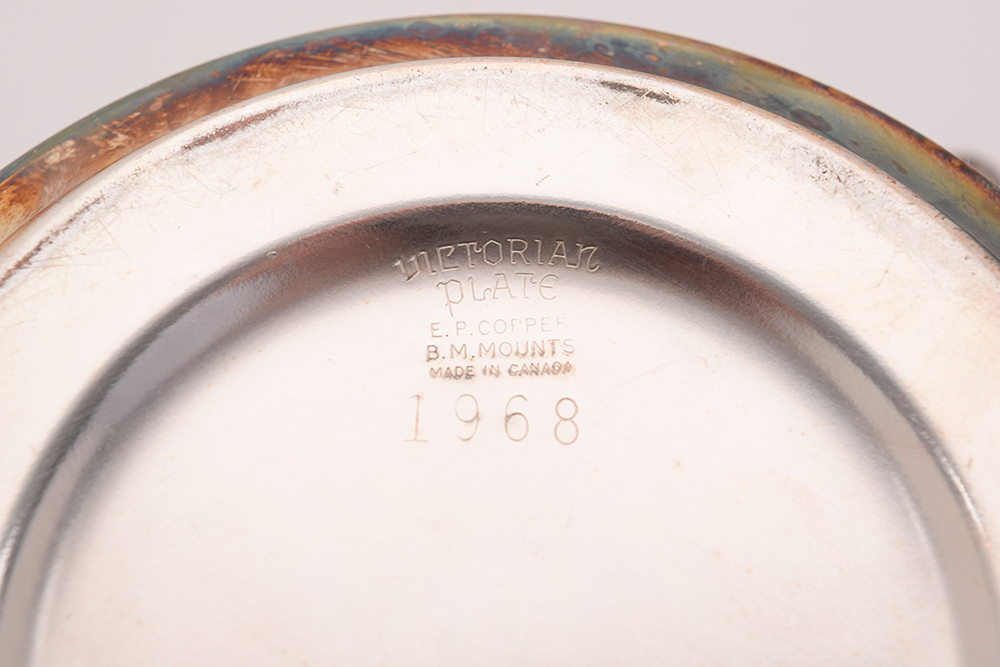 VICTORIAN
PLATE
E.P. COPPER
B.M. MOUNTS
MADE IN CANADA
1968